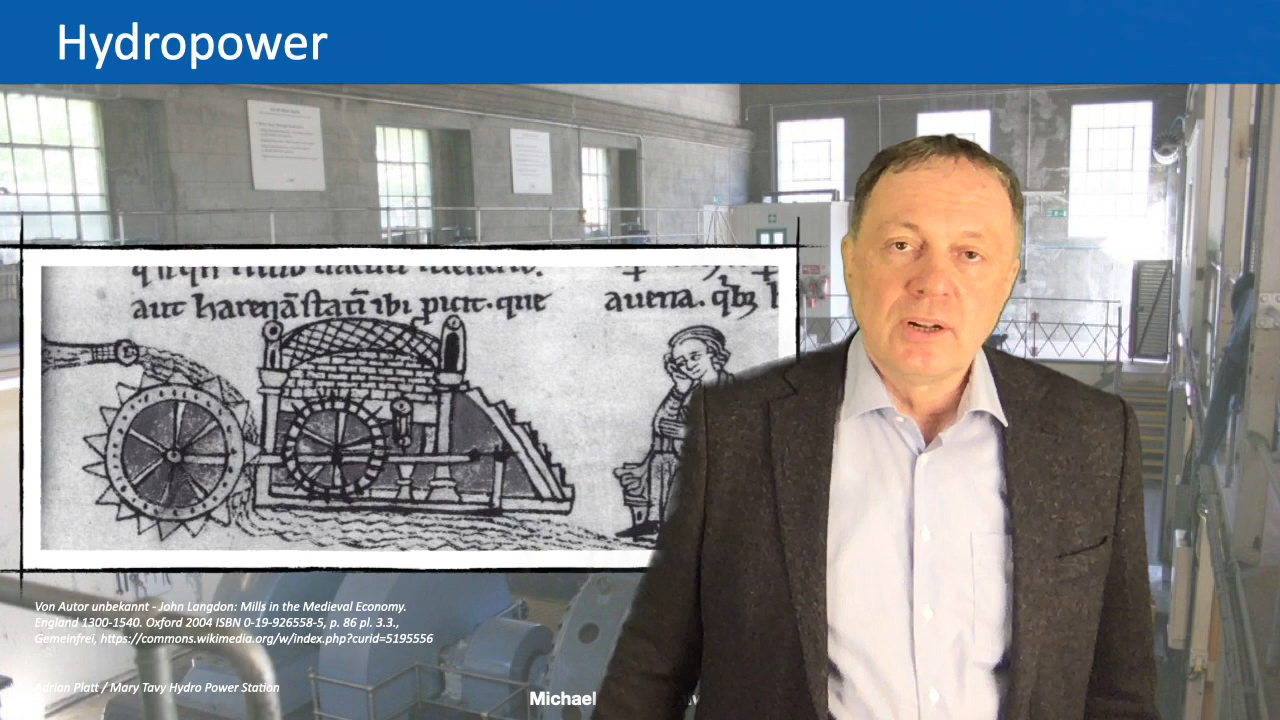 Hydropower
aut harenā stati ibi picit. que
auena. qbʒ
Von Autor unbekannt - John Langdon: Mills in the Medieval Economy.
England 1300-1540. Oxford 2004 ISBN 0-19-926558-5, p. 86 pl. 3.3.,
Gemeinfrei, https://commons.wikimedia.org/w/index.php?curid=5195556
Adrian Platt / Mary Tavy Hydro Power Station
Michael